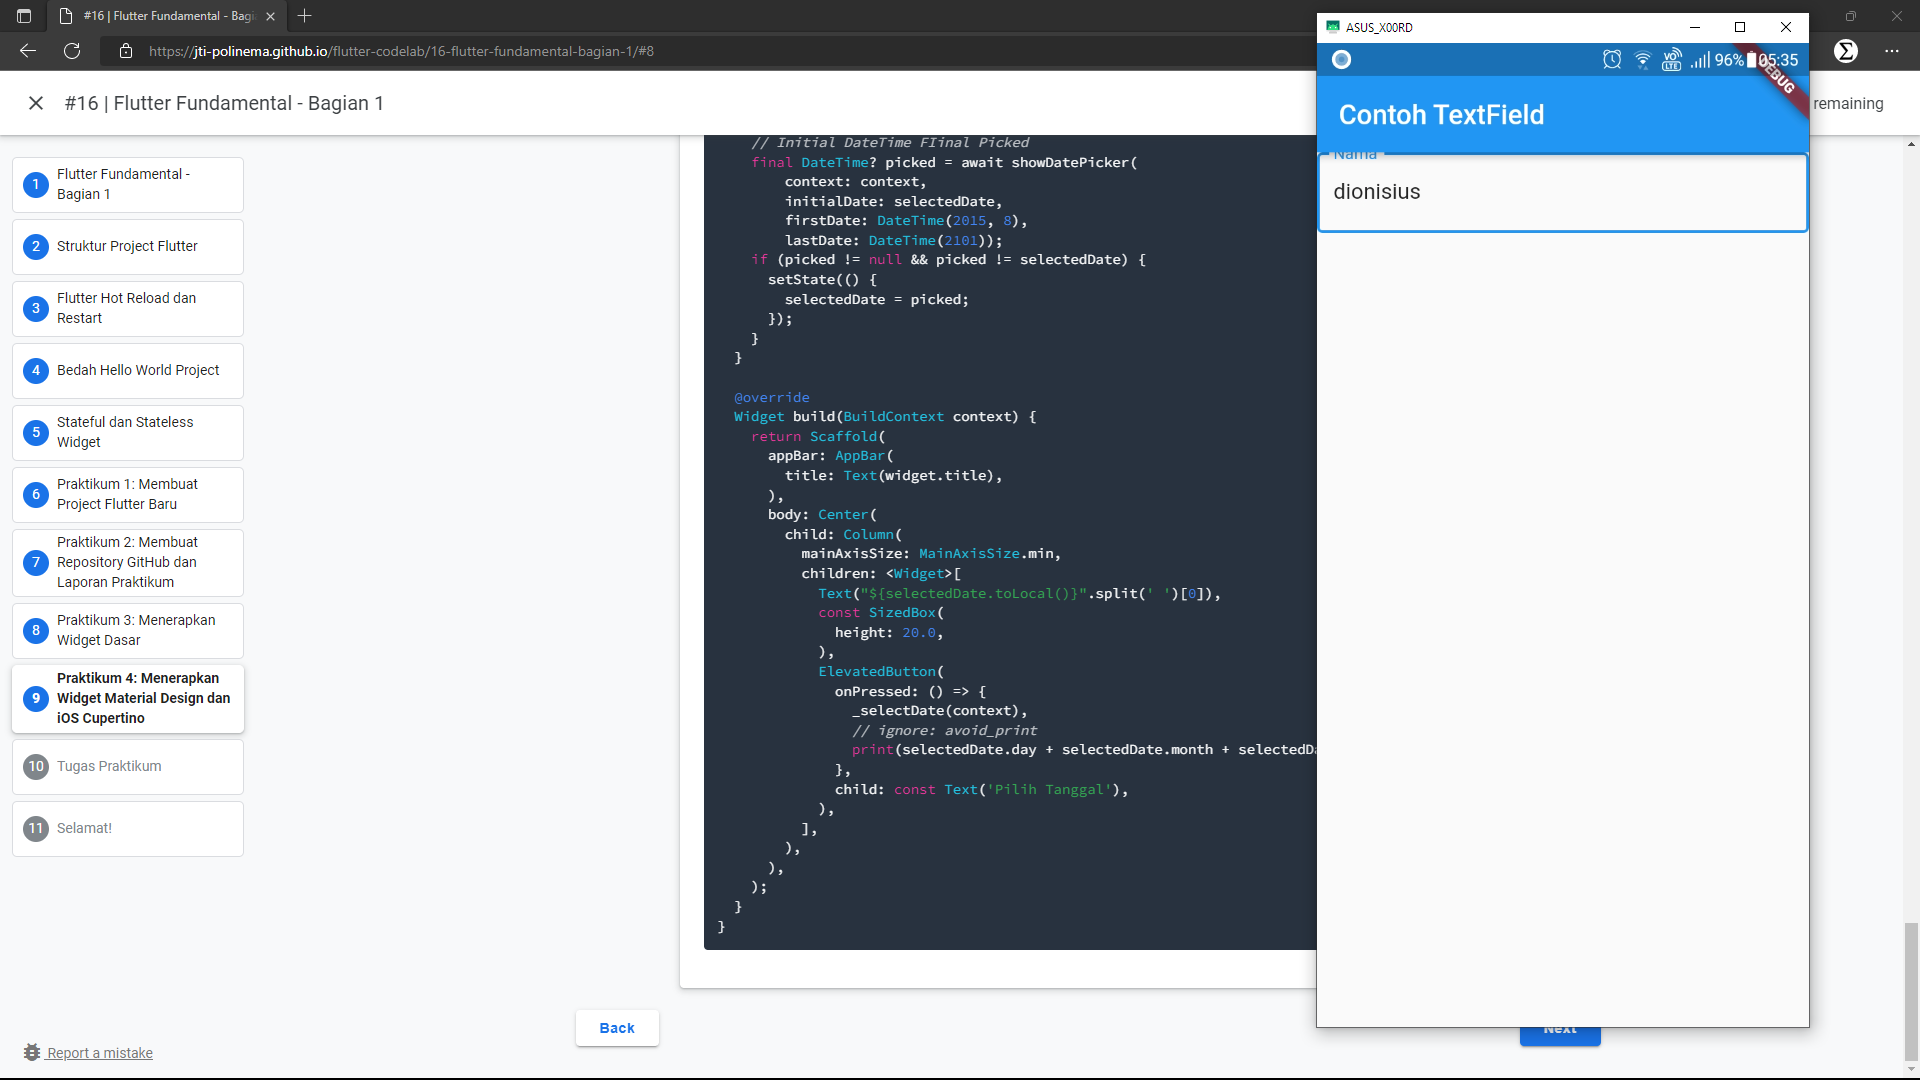 #16 | Flutter Fundamental - Bagi
https://jti-polinema.github.io/flutter-codelab/16-flutter-fundamental-bagian-1/#8
#16 | Flutter Fundamental - Bagian 1
remaining
1
Flutter Fundamental -
Bagian 1
2
Struktur Project Flutter
3
Flutter Hot Reload dan
Restart
4
Bedah Hello World Project
5
Stateful dan Stateless
Widget
6
Praktikum 1: Membuat
Project Flutter Baru
7
Praktikum 2: Membuat
Repository GitHub dan
Laporan Praktikum
8
Praktikum 3: Menerapkan
Widget Dasar
9
Praktikum 4: Menerapkan
Widget Material Design dan
iOS Cupertino
10
Tugas Praktikum
11
Selamat!
Report a mistake
// Initial DateTime FIinal Picked
final DateTime? picked = await showDatePicker(
context: context,
initialDate: selectedDate,
firstDate: DateTime(2015, 8),
lastDate: DateTime(2101));
if (picked != null && picked != selectedDate) {
setState(() {
selectedDate = picked;
});
}
}
@override
Widget build(BuildContext context) {
return Scaffold(
appBar: AppBar(
title: Text(widget.title),
),
body: Center(
child: Column(
mainAxisSize: MainAxisSize.min,
children: <Widget>[
Text("${selectedDate.toLocal()}".split(' ')[0]),
const SizedBox(
height: 20.0,
),
ElevatedButton(
onPressed: () => {
_selectDate(context),
// ignore: avoid_print
print(selectedDate.day + selectedDate.month + selectedDa
},
child: const Text('Pilih Tanggal'),
),
],
),
),
);
}
}
Back
Next
ASUS_X00RD
VO LTE
96%
05:35
DEBUG
Contoh TextField
Nama
dionisius